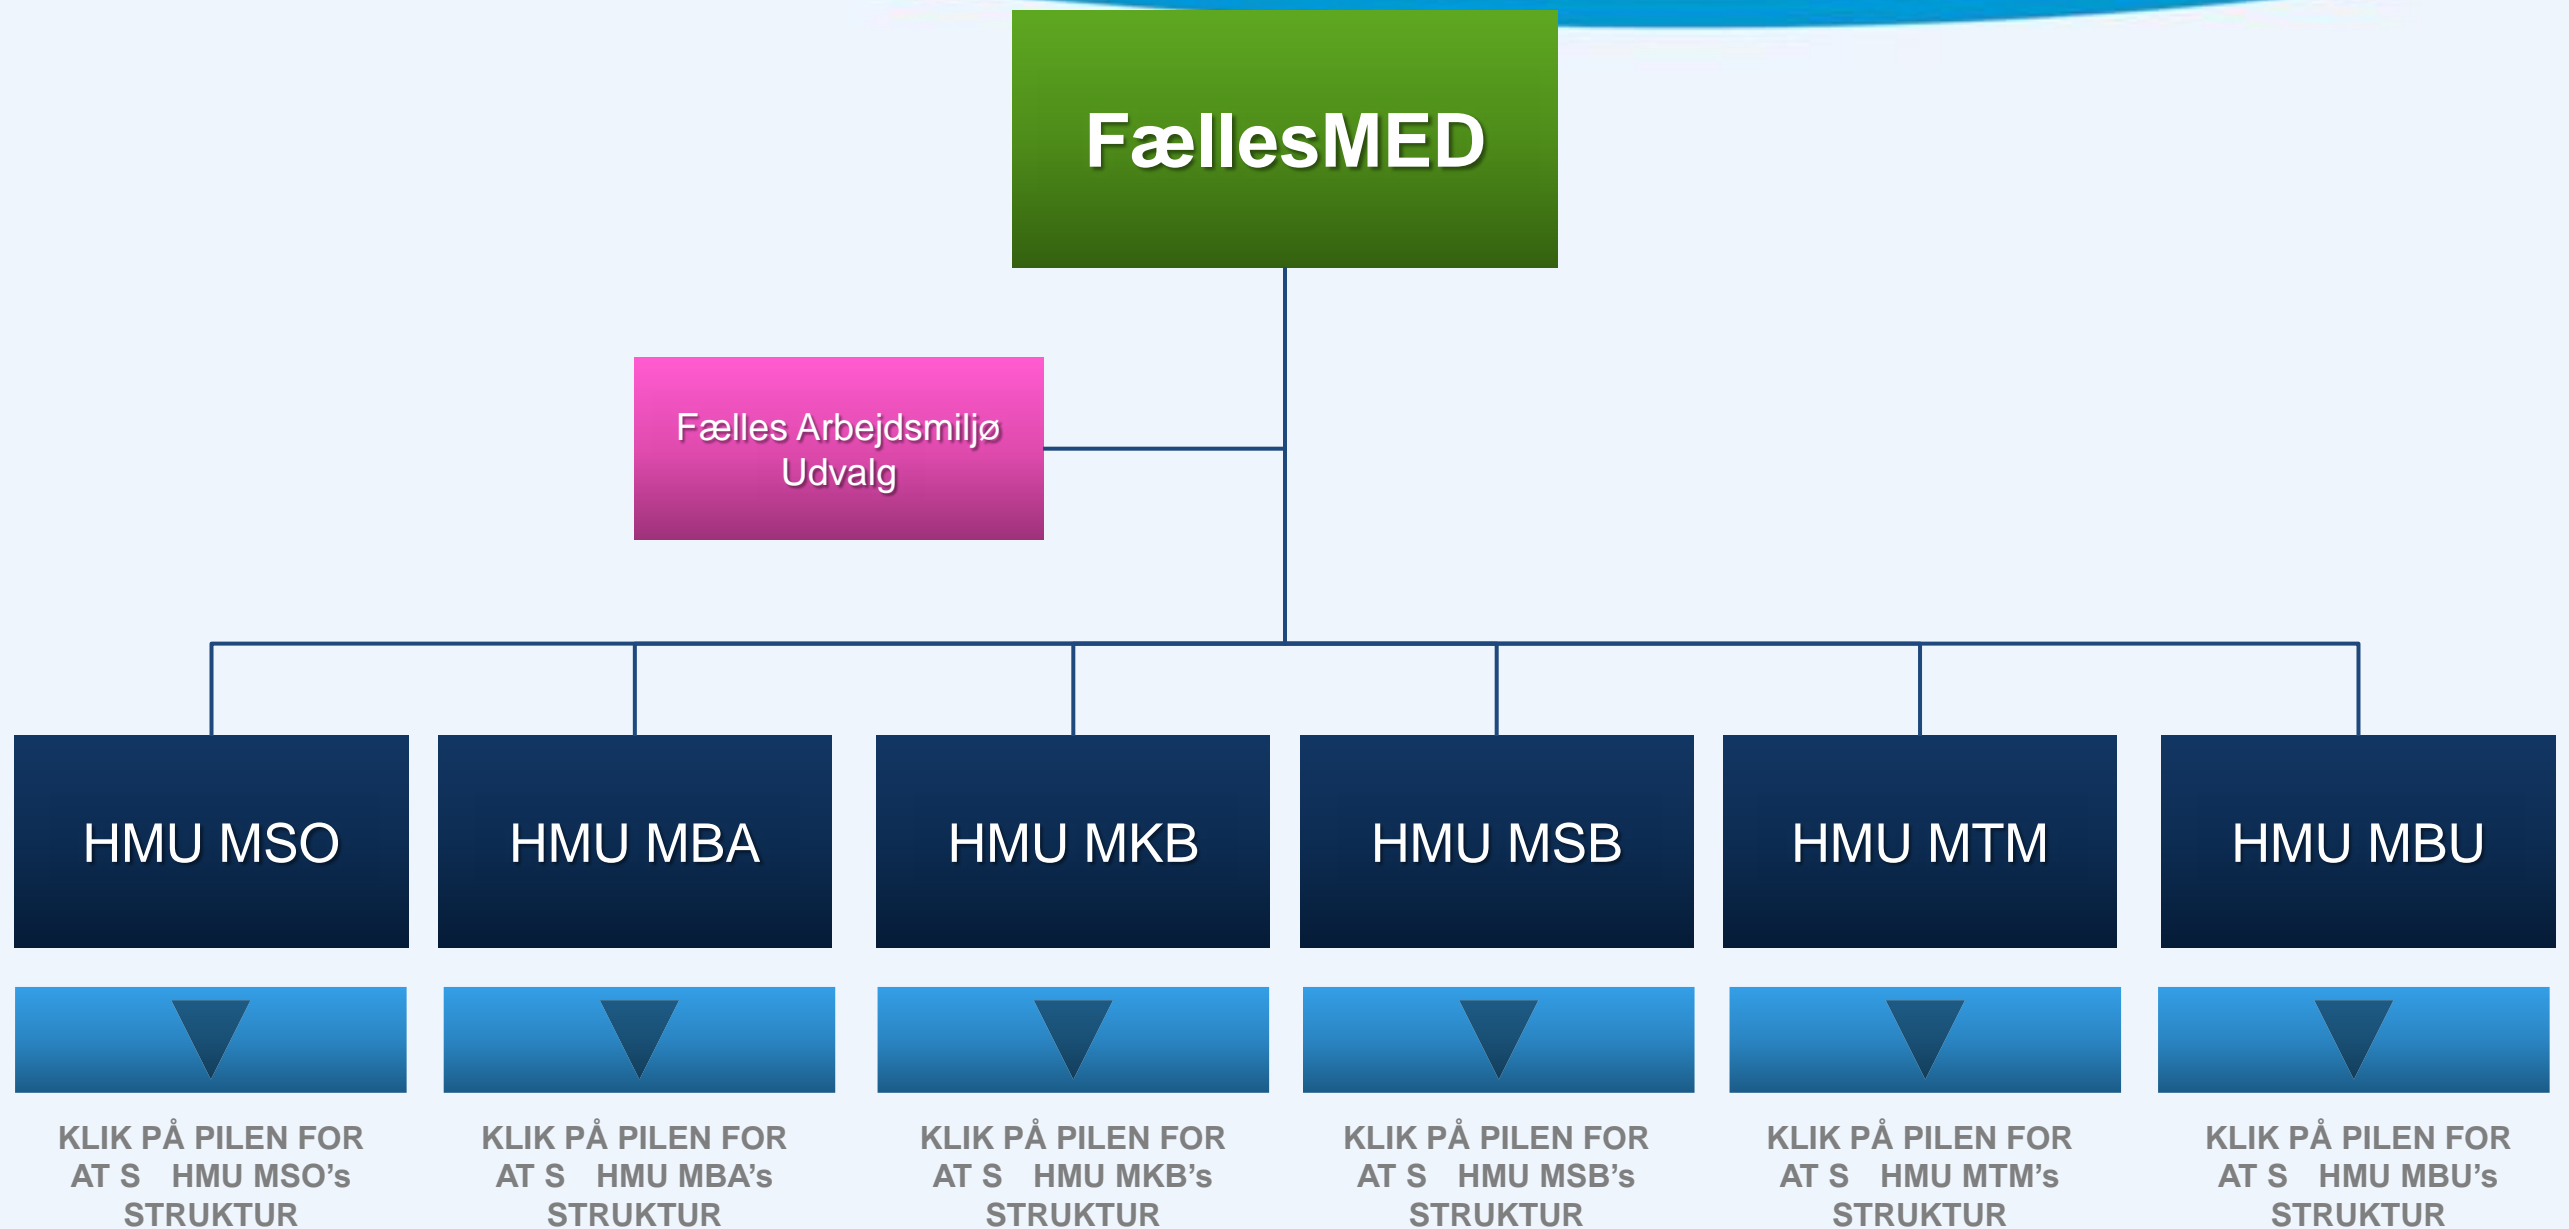 FællesMED
Fælles Arbejdsmiljø
Udvalg
HMU MSO
HMU MBA
HMU MKB
HMU MSB
HMU MTM
HMU MBU
KLIK PÅ PILEN FOR
AT S HMU MSO’s
STRUKTUR
KLIK PÅ PILEN FOR
AT S HMU MBA’s
STRUKTUR
KLIK PÅ PILEN FOR
AT S HMU MKB’s
STRUKTUR
KLIK PÅ PILEN FOR
AT S HMU MSB’s
STRUKTUR
KLIK PÅ PILEN FOR
AT S HMU MTM’s
STRUKTUR
KLIK PÅ PILEN FOR
AT S HMU MBU’s
STRUKTUR